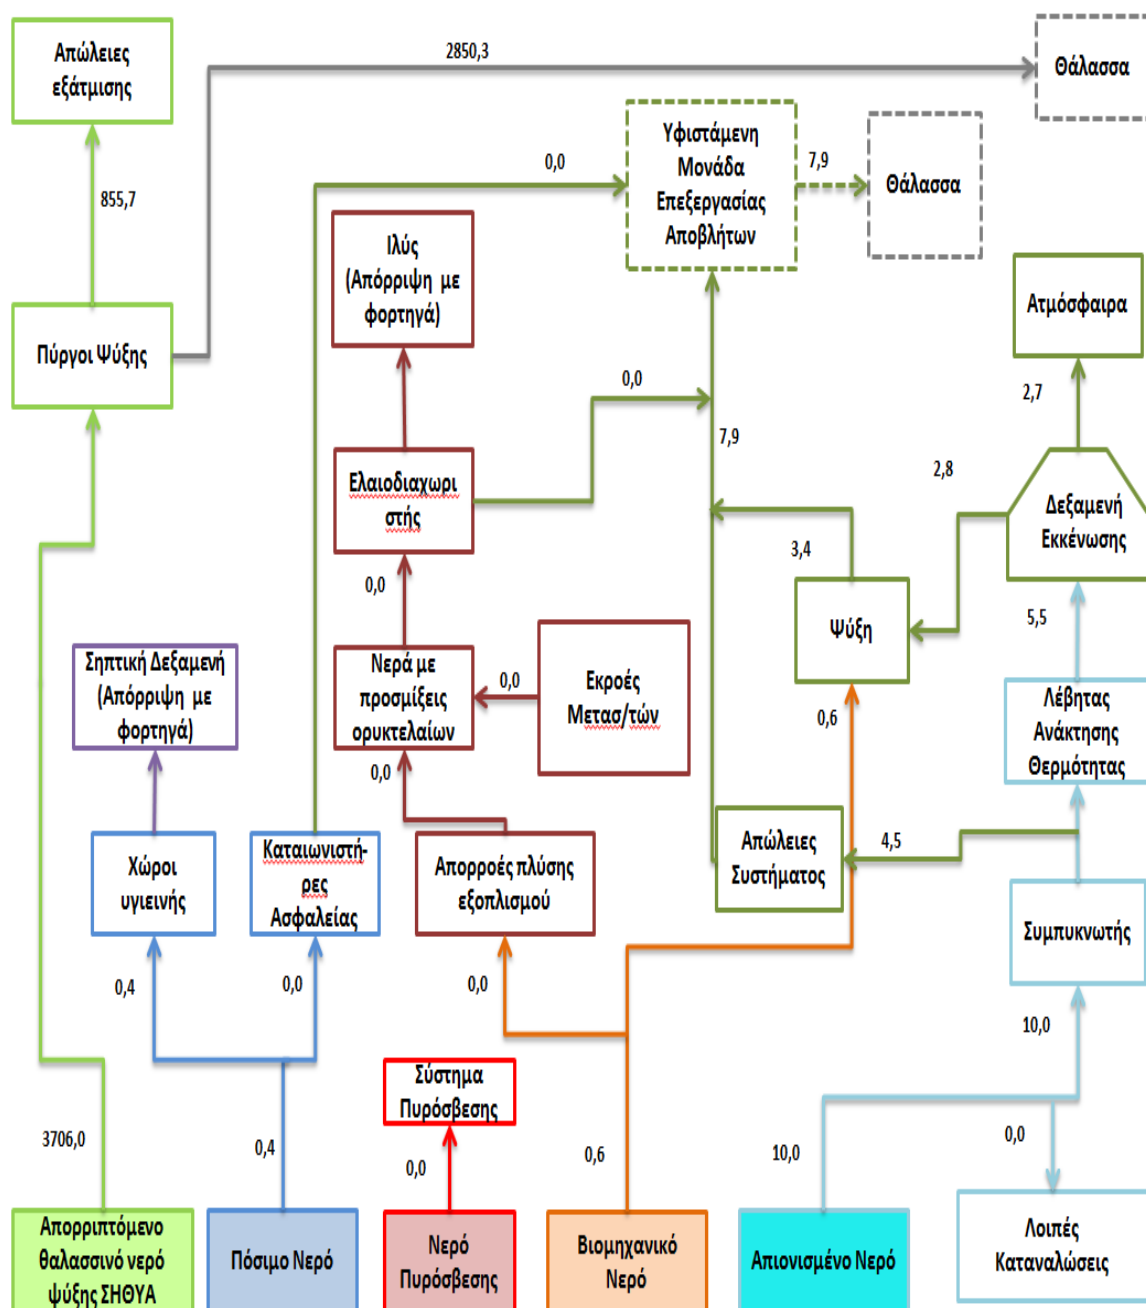 Απώλειες
εξάτμισης
2850,3
Θάλασσα
Υφιστάμενη
Μονάδα
Επεξεργασίας
Αποβλήτων
0,0
7,9
Θάλασσα
855,7
Ιλύς
(Απόρριψη με
φορτηγά)
Ατμόσφαιρα
Πύργοι Ψύξης
0,0
2,7
7,9
Ελαιοδιαχωρι
στής
2,8
Δεξαμενή
Εκκένωσης
3,4
0,0
5,5
Ψύξη
Σηπτική Δεξαμενή
(Απόρριψη με
φορτηγά)
Νερά με
προσμίξεις
ορυκτελαίων
0,0
Εκροές
Μετασ/τών
0,6
Λέβητας
Ανάκτησης
Θερμότητας
0,0
Χώροι
υγιεινής
Καταιωνιστή-
ρες
Ασφαλείας
Απορροές πλύσης
εξοπλισμού
Απώλειες
Συστήματος
4,5
Συμπυκνωτής
0,4
0,0
0,0
10,0
Σύστημα
Πυρόσβεσης
3706,0
0,4
0,0
0,6
10,0
0,0
Απορριπτόμενο
θαλασσινό νερό
ψύξης ΣΗΘΥΑ
Πόσιμο Νερό
Νερό
Πυρόσβεσης
Βιομηχανικό
Νερό
Απιονισμένο Νερό
Λοιπές
Καταναλώσεις